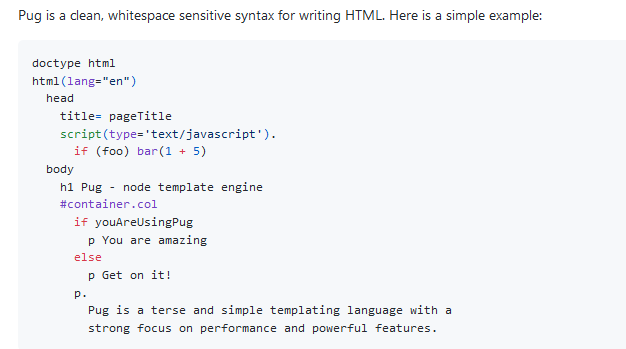 Pug is a clean, whitespace sensitive syntax for writing HTML. Here is a simple example:
doctype html
html(lang="en")
  head
    title= pageTitle
    script(type='text/javascript').
      if (foo) bar(1 + 5)
  body
    h1 Pug - node template engine
    #container.col
      if youAreUsingPug
        p You are amazing
      else
        p Get on it!
      p.
        Pug is a terse and simple templating language with a
        strong focus on performance and powerful features.